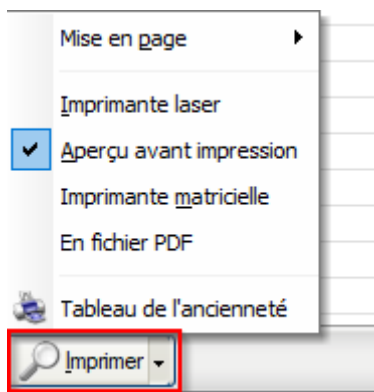 Mise en page
Imprimante laser
Aperçu avant impression
Imprimante matricielle
En fichier PDF
Tableau de l'ancienneté
Imprimer